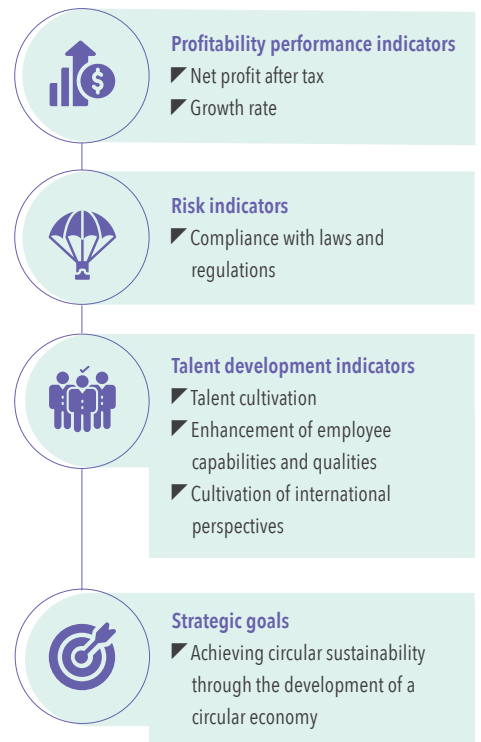 Profitability performance indicators
Net profit after tax
Growth rate
Risk indicators
Compliance with laws and
regulations
Talent development indicators
Talent cultivation
Enhancement of employee
capabilities and qualities
Cultivation of international
perspectives
Strategic goals
Achieving circular sustainability
through the development of a
circular economy